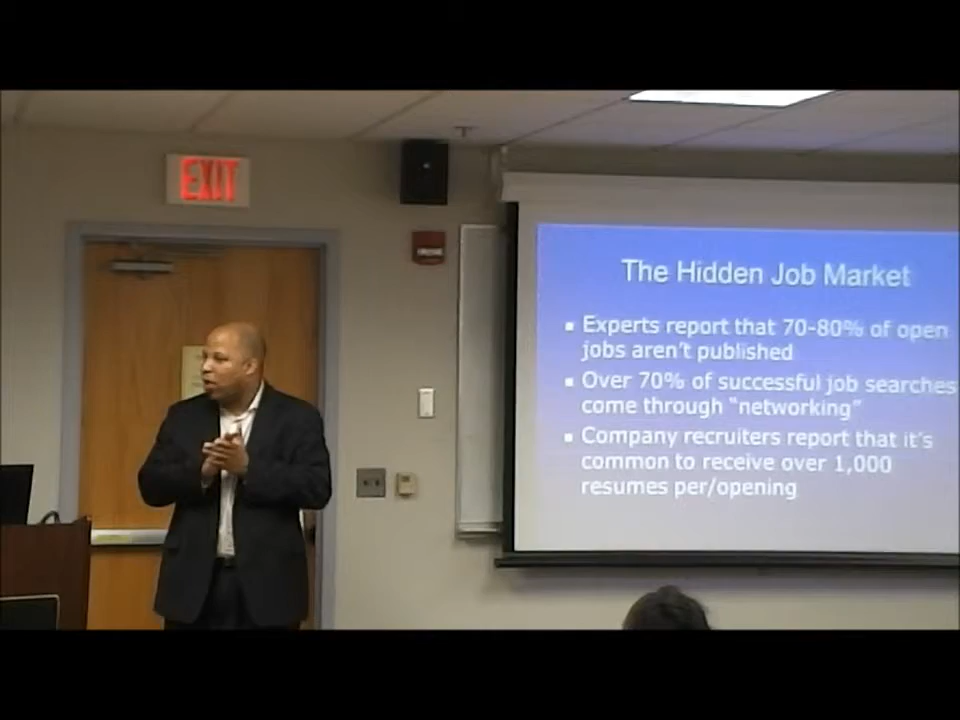 EXIT
The Hidden Job Market
Experts report that 70-80% of open
jobs aren't published
Over 70% of successful job searches
come through "networking"
Company recruiters report that it's
common to receive over 1,000
resumes per/opening